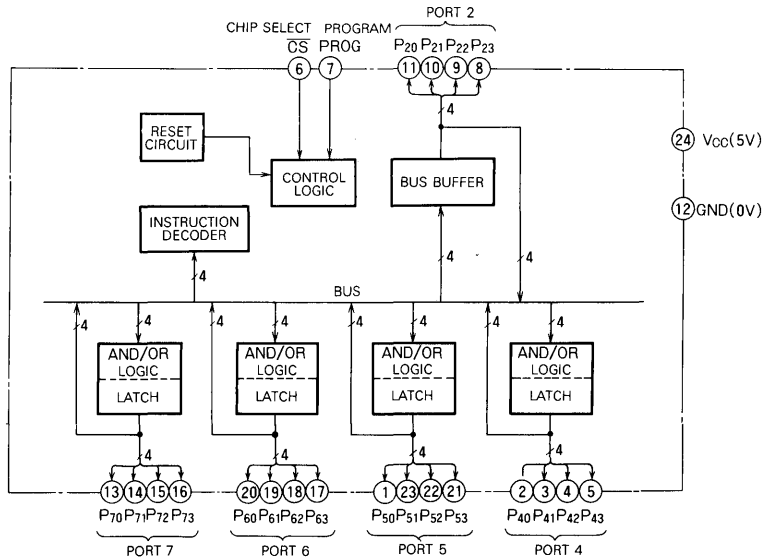 PORT 2
CHIP SELECT PROGRAM
CS PROG P20 P21 P22 P23
6 7 11 10 9 8
4
RESET CIRCUIT
24 VCC(5V)
CONTROL LOGIC
BUS BUFFER
12 GND(0V)
INSTRUCTION DECODER
4 4 4
BUS
4 4 4 4 4 4 4 4
AND/OR LOGIC AND/OR LOGIC AND/OR LOGIC AND/OR LOGIC
LATCH LATCH LATCH LATCH
4 4 4 4
13 14 15 16 20 19 18 17 1 23 22 21 2 3 4 5
P70 P71 P72 P73 P60 P61 P62 P63 P50 P51 P52 P53 P40 P41 P42 P43
PORT 7 PORT 6 PORT 5 PORT 4